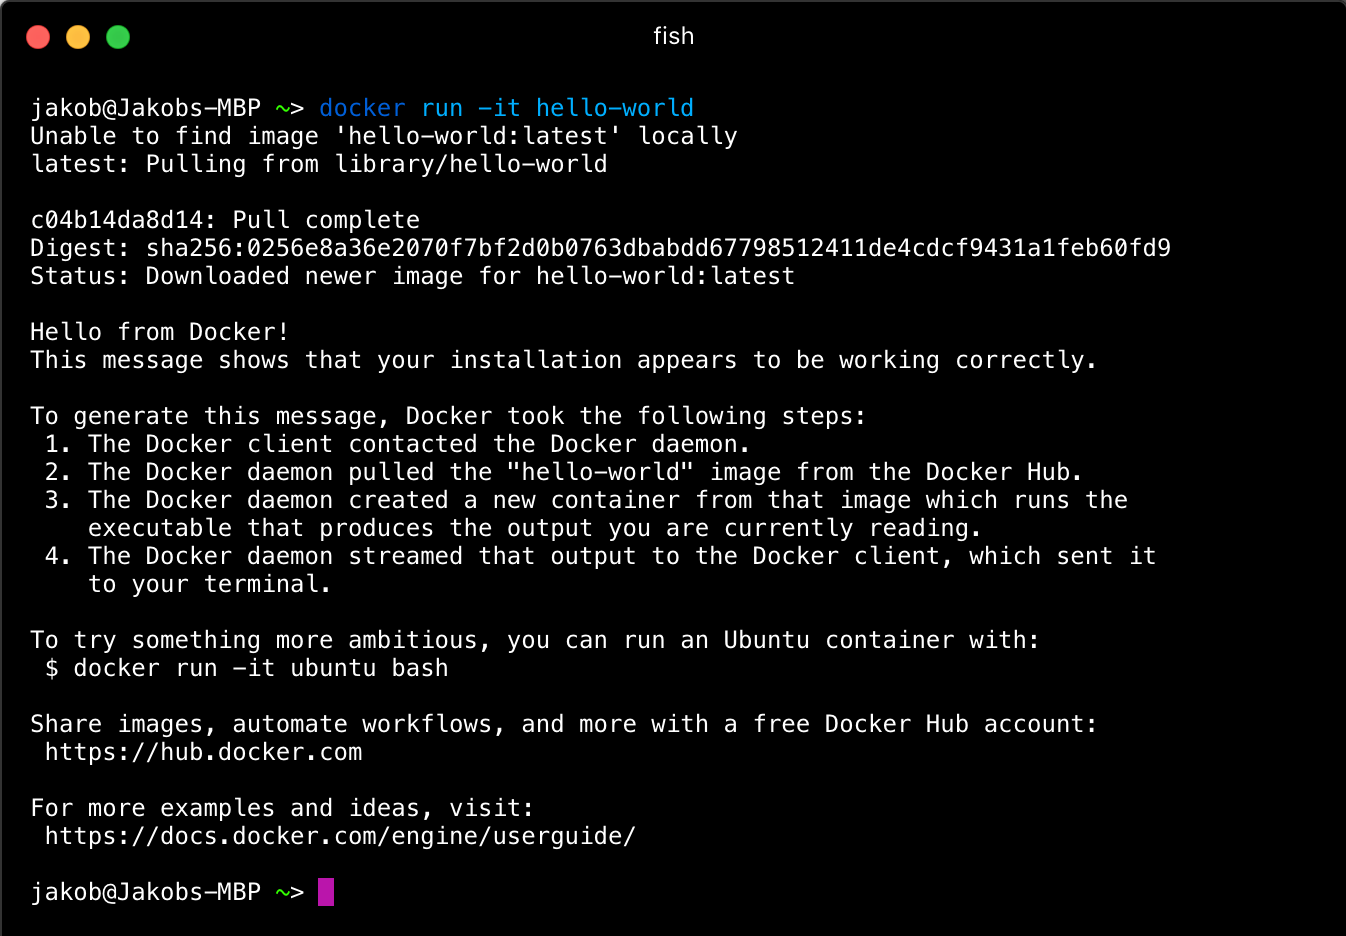 fish
jakob@Jakobs-MBP ~> docker run -it hello-world
Unable to find image 'hello-world:latest' locally
latest: Pulling from library/hello-world
c04b14da8d14: Pull complete
Digest: sha256:0256e8a36e2070f7bf2d0b0763dbabdd67798512411de4cdcf9431a1feb60fd9
Status: Downloaded newer image for hello-world:latest
Hello from Docker!
This message shows that your installation appears to be working correctly.
To generate this message, Docker took the following steps:
 1. The Docker client contacted the Docker daemon.
 2. The Docker daemon pulled the "hello-world" image from the Docker Hub.
 3. The Docker daemon created a new container from that image which runs the
    executable that produces the output you are currently reading.
 4. The Docker daemon streamed that output to the Docker client, which sent it
    to your terminal.
To try something more ambitious, you can run an Ubuntu container with:
 $ docker run -it ubuntu bash
Share images, automate workflows, and more with a free Docker Hub account:
 https://hub.docker.com
For more examples and ideas, visit:
 https://docs.docker.com/engine/userguide/
jakob@Jakobs-MBP ~>